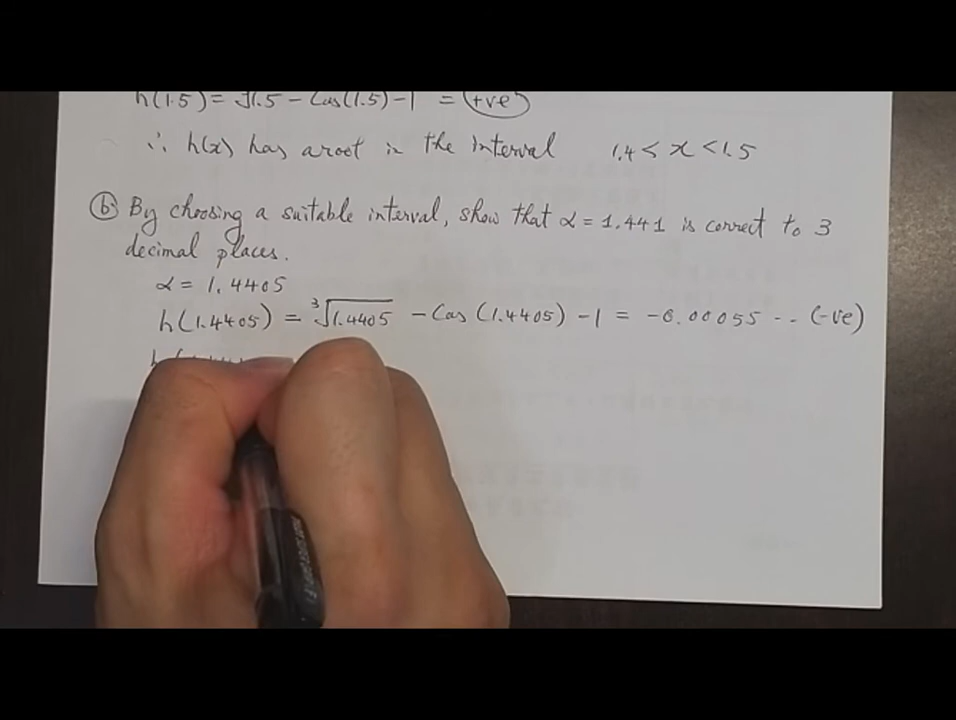 h(1.5) = ∛1.5 - Cos(1.5) - 1 = (+ve)
∴ h(x) has a root in the interval 1.4 < x < 1.5
(b) By choosing a suitable interval, show that α = 1.441 is correct to 3
decimal places.
α = 1.4405
h(1.4405) = ∛1.4405 - Cos (1.4405) - 1 = -0.00055 .. (-ve)